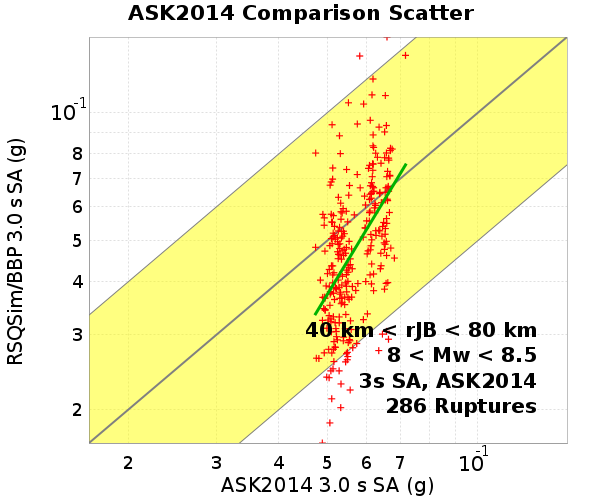 ASK2014 Comparison Scatter
RSQSim/BBP 3.0 s SA (g)
10-1
8
7
6
5
4
3
2
40 km < rJB < 80 km
8 < Mw < 8.5
3s SA, ASK2014
286 Ruptures
2 3 4 5 6 7 10-1
ASK2014 3.0 s SA (g)